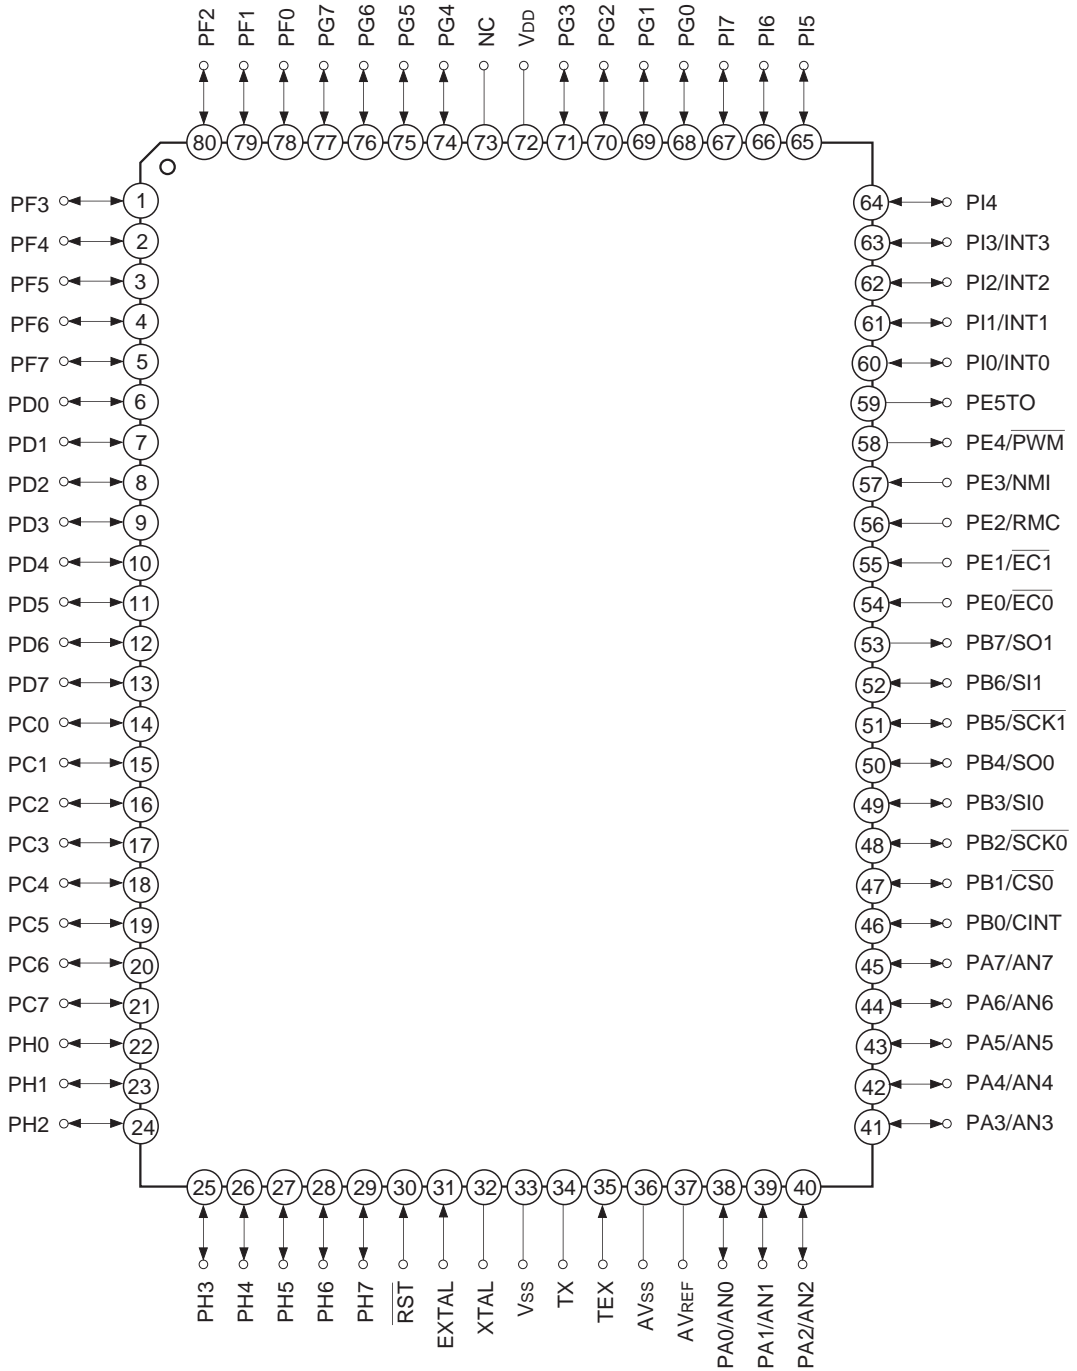 PF2 PF1 PF0 PG7 PG6 PG5 PG4 NC VDD PG3 PG2 PG1 PG0 PI7 PI6 PI5
80 79 78 77 76 75 74 73 72 71 70 69 68 67 66 65
PF3 1 64 PI4
PF4 2 63 PI3/INT3
PF5 3 62 PI2/INT2
PF6 4 61 PI1/INT1
PF7 5 60 PI0/INT0
PD0 6 59 PE5TO
PD1 7 58 PE4/P̅W̅M̅
PD2 8 57 PE3/NMI
PD3 9 56 PE2/RMC
PD4 10 55 PE1/E̅C̅1̅
PD5 11 54 PE0/E̅C̅0̅
PD6 12 53 PB7/SO1
PD7 13 52 PB6/SI1
PC0 14 51 PB5/S̅C̅K̅1̅
PC1 15 50 PB4/SO0
PC2 16 49 PB3/SI0
PC3 17 48 PB2/S̅C̅K̅0̅
PC4 18 47 PB1/C̅S̅0̅
PC5 19 46 PB0/CINT
PC6 20 45 PA7/AN7
PC7 21 44 PA6/AN6
PH0 22 43 PA5/AN5
PH1 23 42 PA4/AN4
PH2 24 41 PA3/AN3
25 26 27 28 29 30 31 32 33 34 35 36 37 38 39 40
PH3 PH4 PH5 PH6 PH7 R̅S̅T̅ EXTAL XTAL Vss TX TEX AVss AVREF PA0/AN0 PA1/AN1 PA2/AN2